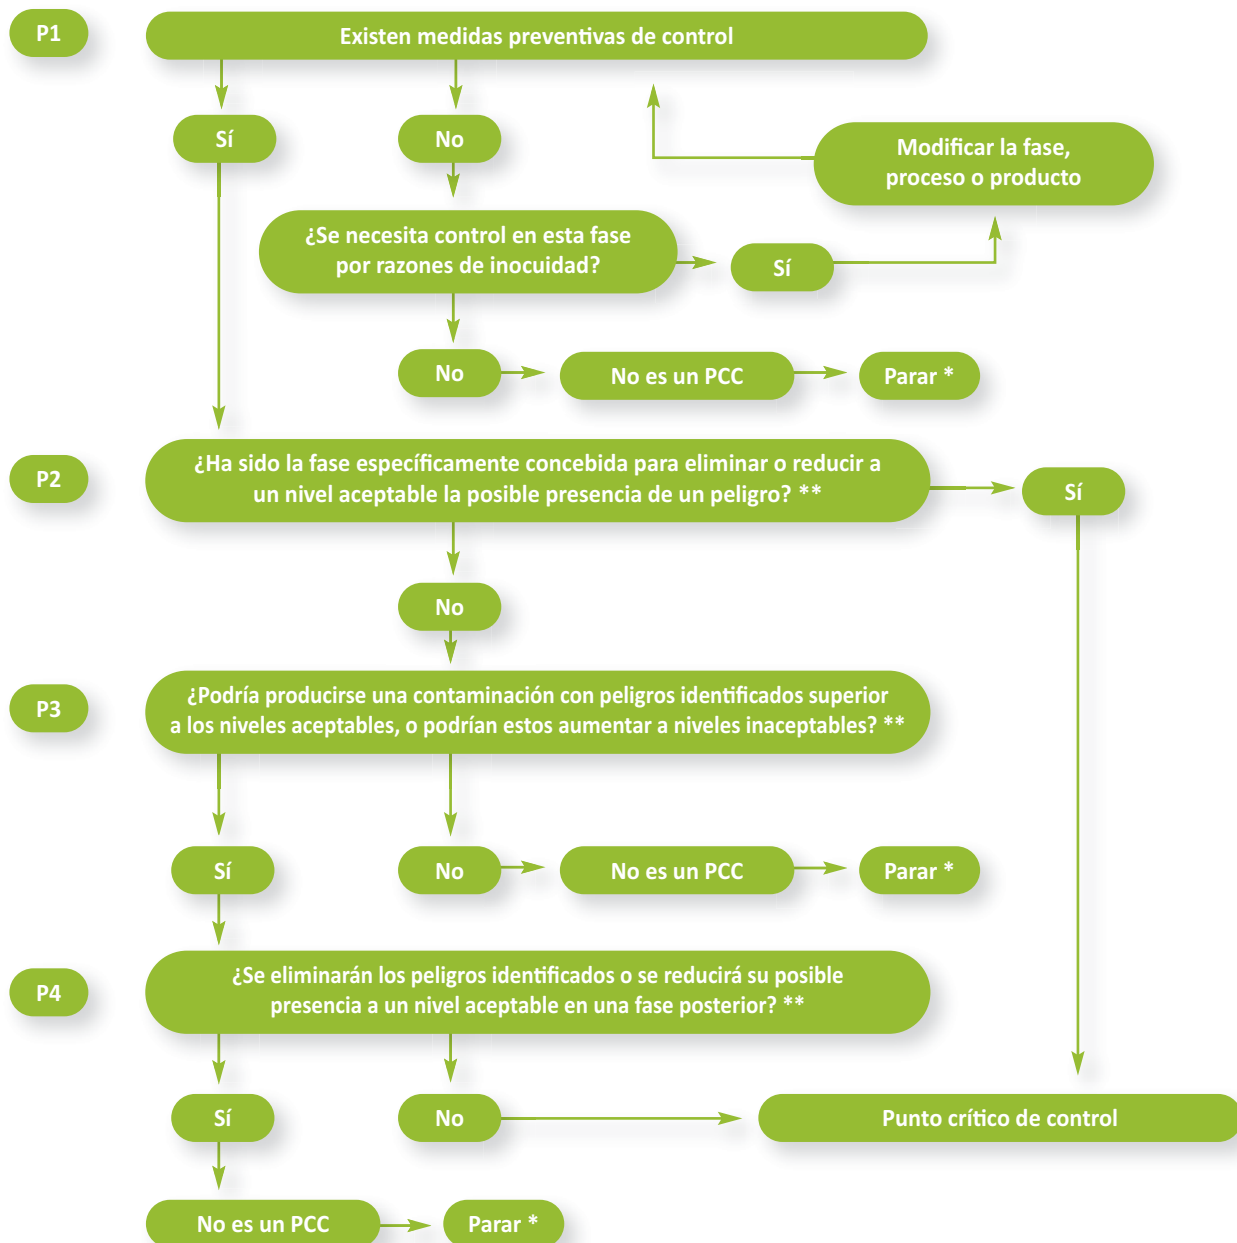 P1
Existen medidas preventivas de control
Sí
No
Modificar la fase,
proceso o producto
¿Se necesita control en esta fase
por razones de inocuidad?
Sí
No
No es un PCC
Parar *
P2
¿Ha sido la fase específicamente concebida para eliminar o reducir a
un nivel aceptable la posible presencia de un peligro? **
Sí
No
P3
¿Podría producirse una contaminación con peligros identificados superior
a los niveles aceptables, o podrían estos aumentar a niveles inaceptables? **
Sí
No
No es un PCC
Parar *
P4
¿Se eliminarán los peligros identificados o se reducirá su posible
presencia a un nivel aceptable en una fase posterior? **
Sí
No
Punto crítico de control
No es un PCC
Parar *